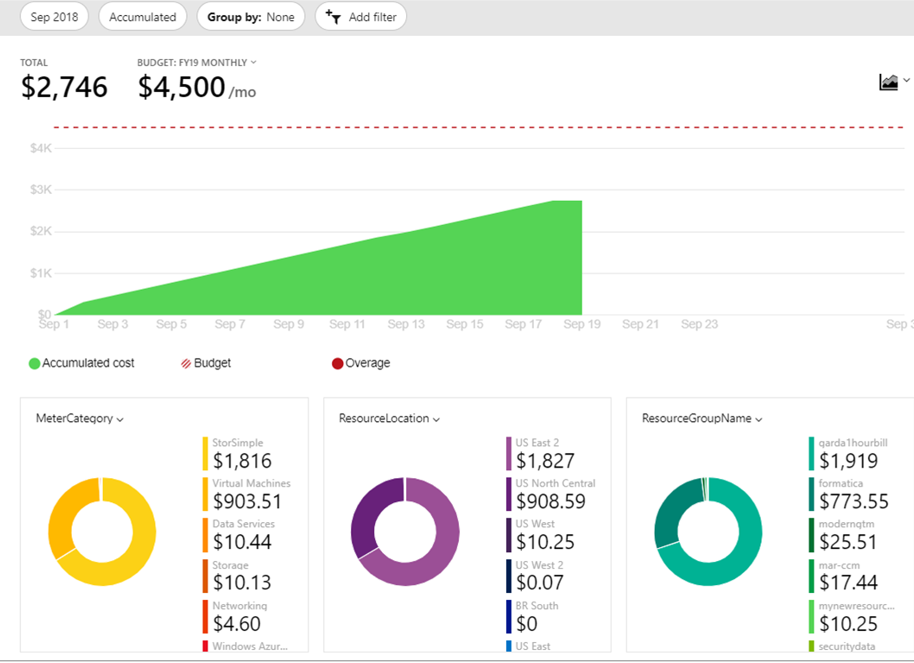 Sep 2018 Accumulated Group by: None Add filter
TOTAL BUDGET: FY19 MONTHLY
$2,746 $4,500 /mo
$4K
$3K
$2K
$1K
$0
Sep 1 Sep 3 Sep 5 Sep 7 Sep 9 Sep 11 Sep 13 Sep 15 Sep 17 Sep 19 Sep 21 Sep 23 Sep 3
Accumulated cost Budget Overage
MeterCategory
StorSimple
$1,816
Virtual Machines
$903.51
Data Services
$10.44
Storage
$10.13
Networking
$4.60
Windows Azur...
ResourceLocation
US East 2
$1,827
US North Central
$908.59
US West
$10.25
US West 2
$0.07
BR South
$0
US East
ResourceGroupName
garda1hourbill
$1,919
formatica
$773.55
moderngtm
$25.51
mar-ccm
$17.44
mynewresourc...
$10.25
securitydata